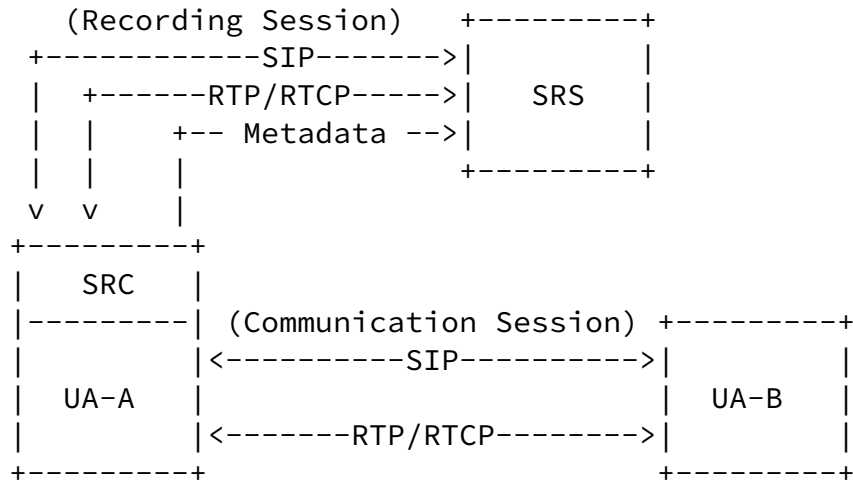 (Recording Session)    +---------+
 +------------SIP------->|         |
 |  +------RTP/RTCP----->|   SRS   |
 |  |    +-- Metadata -->|         |
 |  |    |               +---------+
 v  v    |
+---------+
|   SRC   |
|---------| (Communication Session) +---------+
|         |<----------SIP---------->|         |
|  UA-A   |                         |  UA-B   |
|         |<-------RTP/RTCP-------->|         |
+---------+                         +---------+